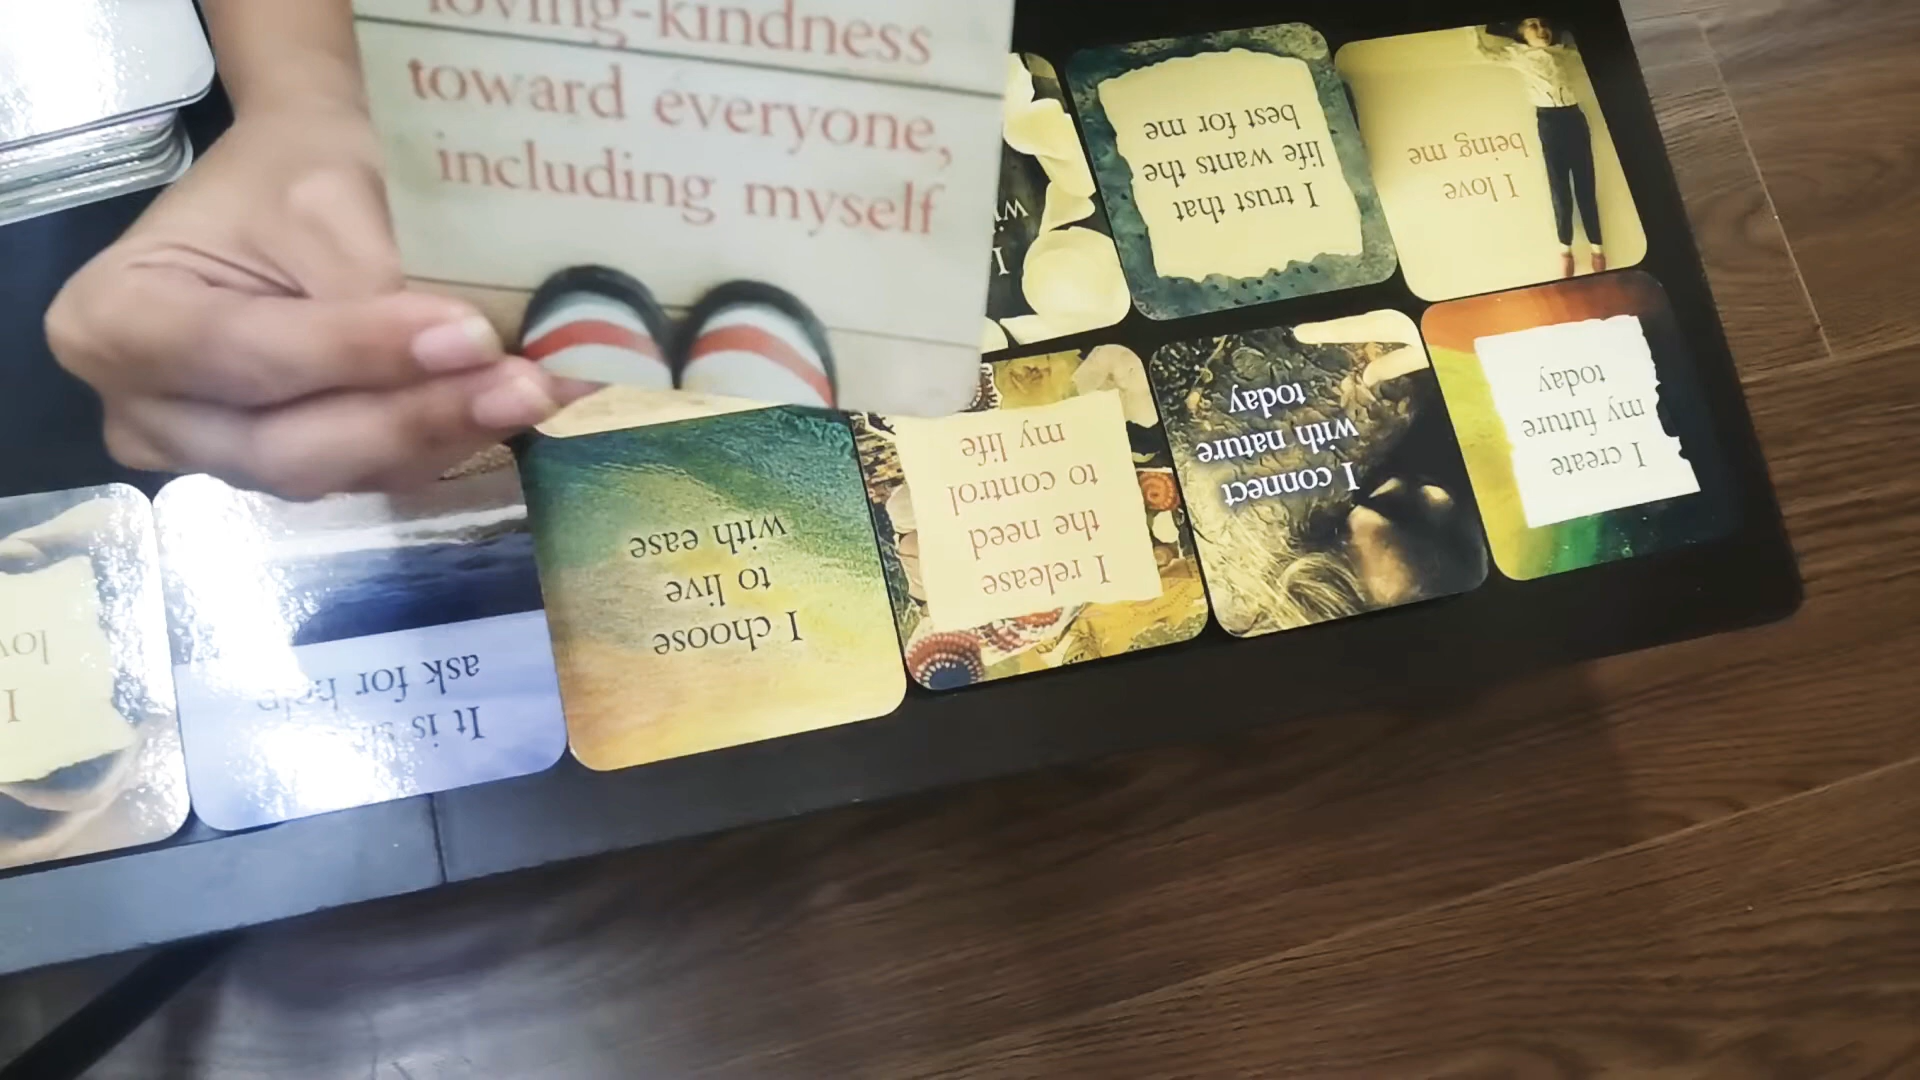 loving-kindness
toward everyone,
including myself
I trust that
life wants the
best for me
I love
being me
I choose
to live
with ease
I release
the need
to control
my life
I connect
with nature
today
I create
my future
today
It is
ask for help
I
I